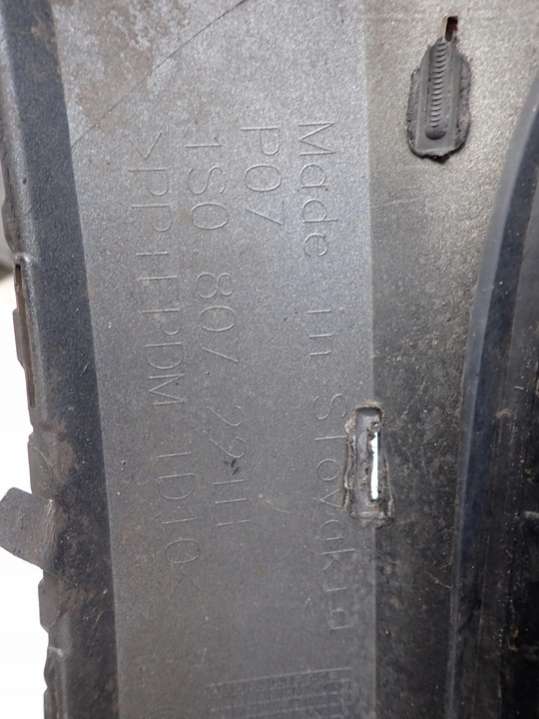 Made in Slovakia
P07
1S0 807 221
>PP+EPDM TD10